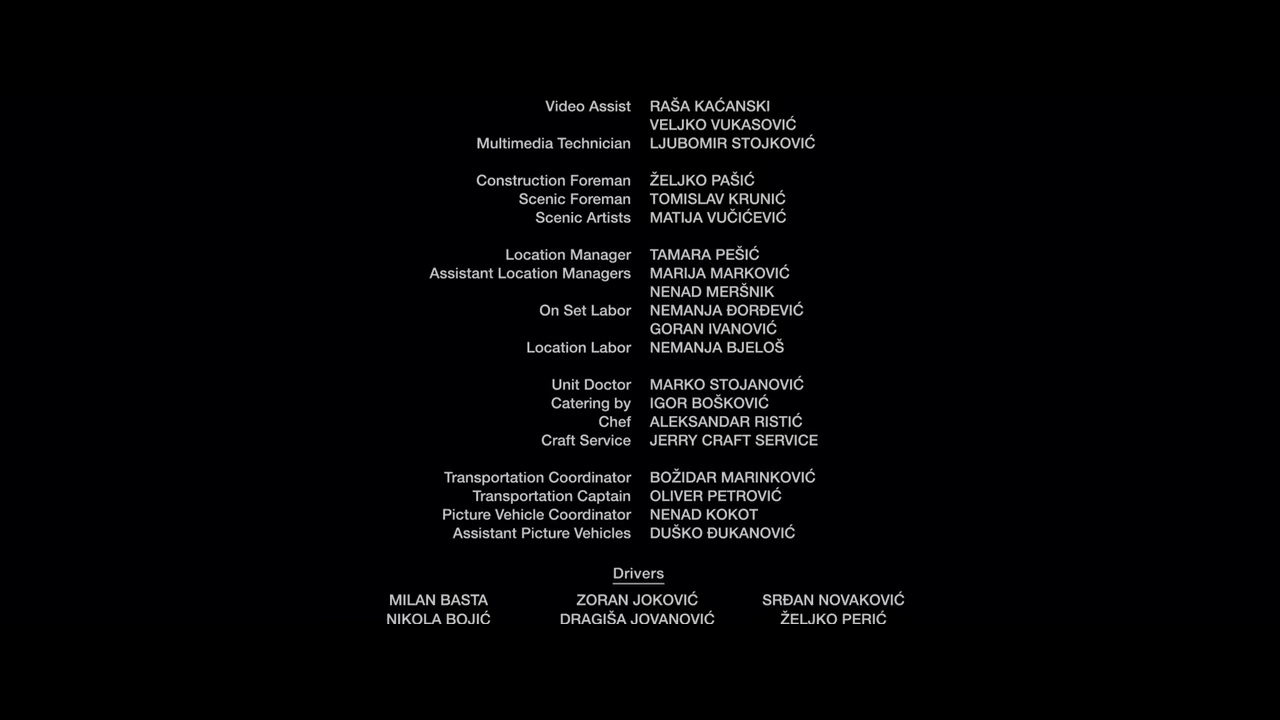 Video Assist RAŠA KAĆANSKI
VELJKO VUKASOVIĆ
Multimedia Technician LJUBOMIR STOJKOVIĆ
Construction Foreman ŽELJKO PAŠIĆ
Scenic Foreman TOMISLAV KRUNIĆ
Scenic Artists MATIJA VUČIĆEVIĆ
Location Manager TAMARA PEŠIĆ
Assistant Location Managers MARIJA MARKOVIĆ
NENAD MERŠNIK
On Set Labor NEMANJA ĐORĐEVIĆ
GORAN IVANOVIĆ
Location Labor NEMANJA BJELOŠ
Unit Doctor MARKO STOJANOVIĆ
Catering by IGOR BOŠKOVIĆ
Chef ALEKSANDAR RISTIĆ
Craft Service JERRY CRAFT SERVICE
Transportation Coordinator BOŽIDAR MARINKOVIĆ
Transportation Captain OLIVER PETROVIĆ
Picture Vehicle Coordinator NENAD KOKOT
Assistant Picture Vehicles DUŠKO ĐUKANOVIĆ
Drivers
MILAN BASTA ZORAN JOKOVIĆ SRĐAN NOVAKOVIĆ
NIKOLA BOJIĆ DRAGIŠA JOVANOVIĆ ŽELJKO PERIĆ